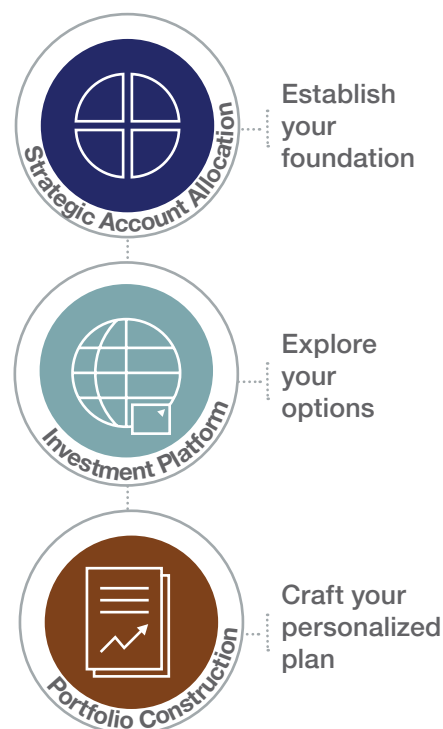 Strategic Account Allocation
Establish
your
foundation
Investment Platform
Explore
your
options
Portfolio Construction
Craft your
personalized
plan